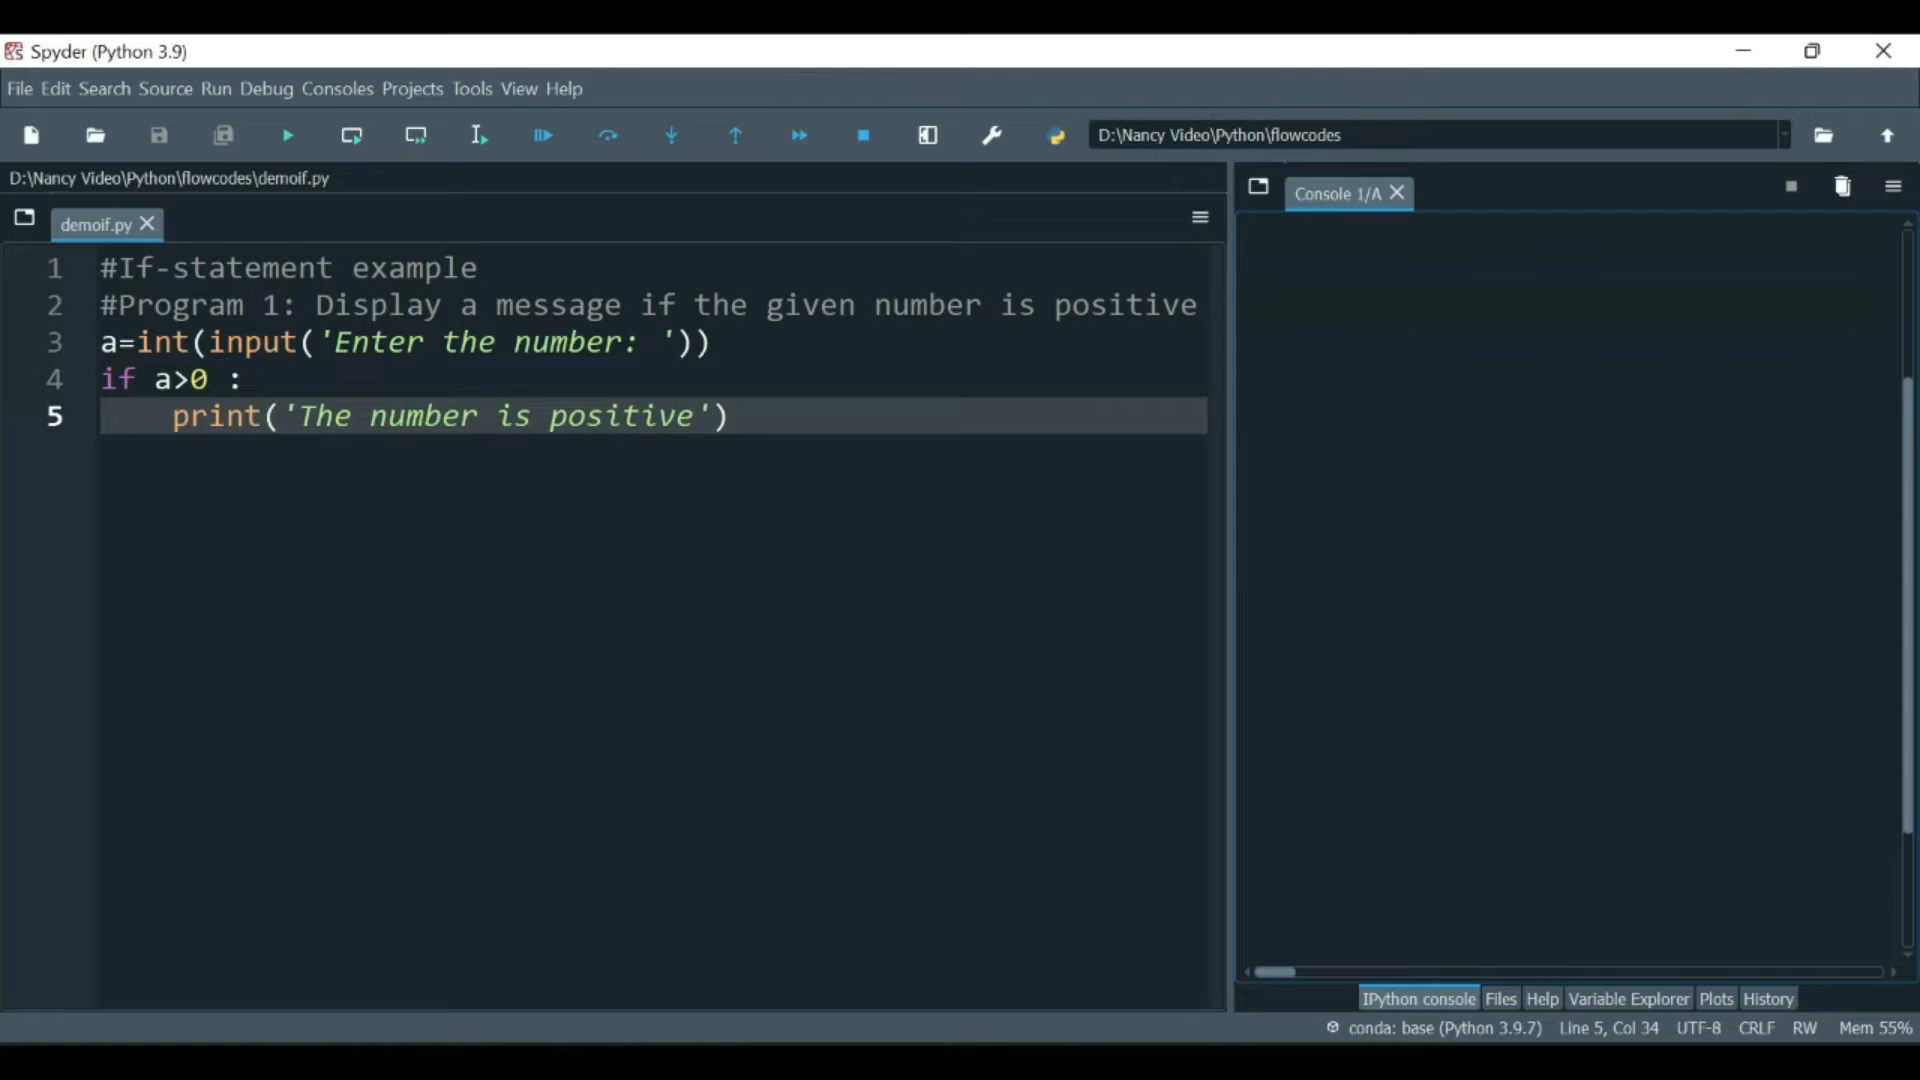 Spyder (Python 3.9)
File Edit Search Source Run Debug Consoles Projects Tools View Help
D:\Nancy Video\Python\flowcodes
D:\Nancy Video\Python\flowcodes\demoif.py
Console 1/A
demoif.py
1 #If-statement example
2 #Program 1: Display a message if the given number is positive
3 a=int(input('Enter the number: '))
4 if a>0 :
5     print('The number is positive')
IPython console Files Help Variable Explorer Plots History
conda: base (Python 3.9.7) Line 5, Col 34 UTF-8 CRLF RW Mem 55%